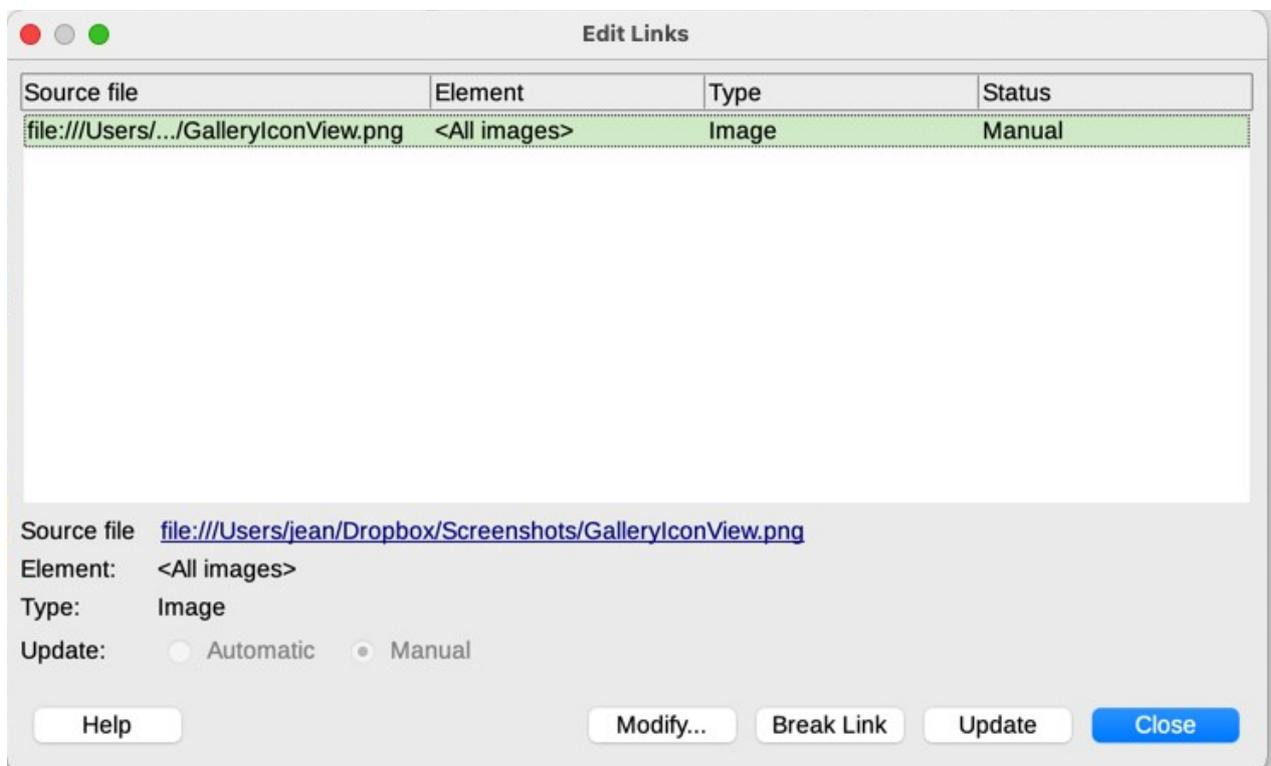 Edit Links
Source file Element Type Status
file:///Users/.../GalleryIconView.png <All images> Image Manual
Source file file:///Users/jean/Dropbox/Screenshots/GalleryIconView.png
Element: <All images>
Type: Image
Update: Automatic Manual
Help Modify... Break Link Update Close